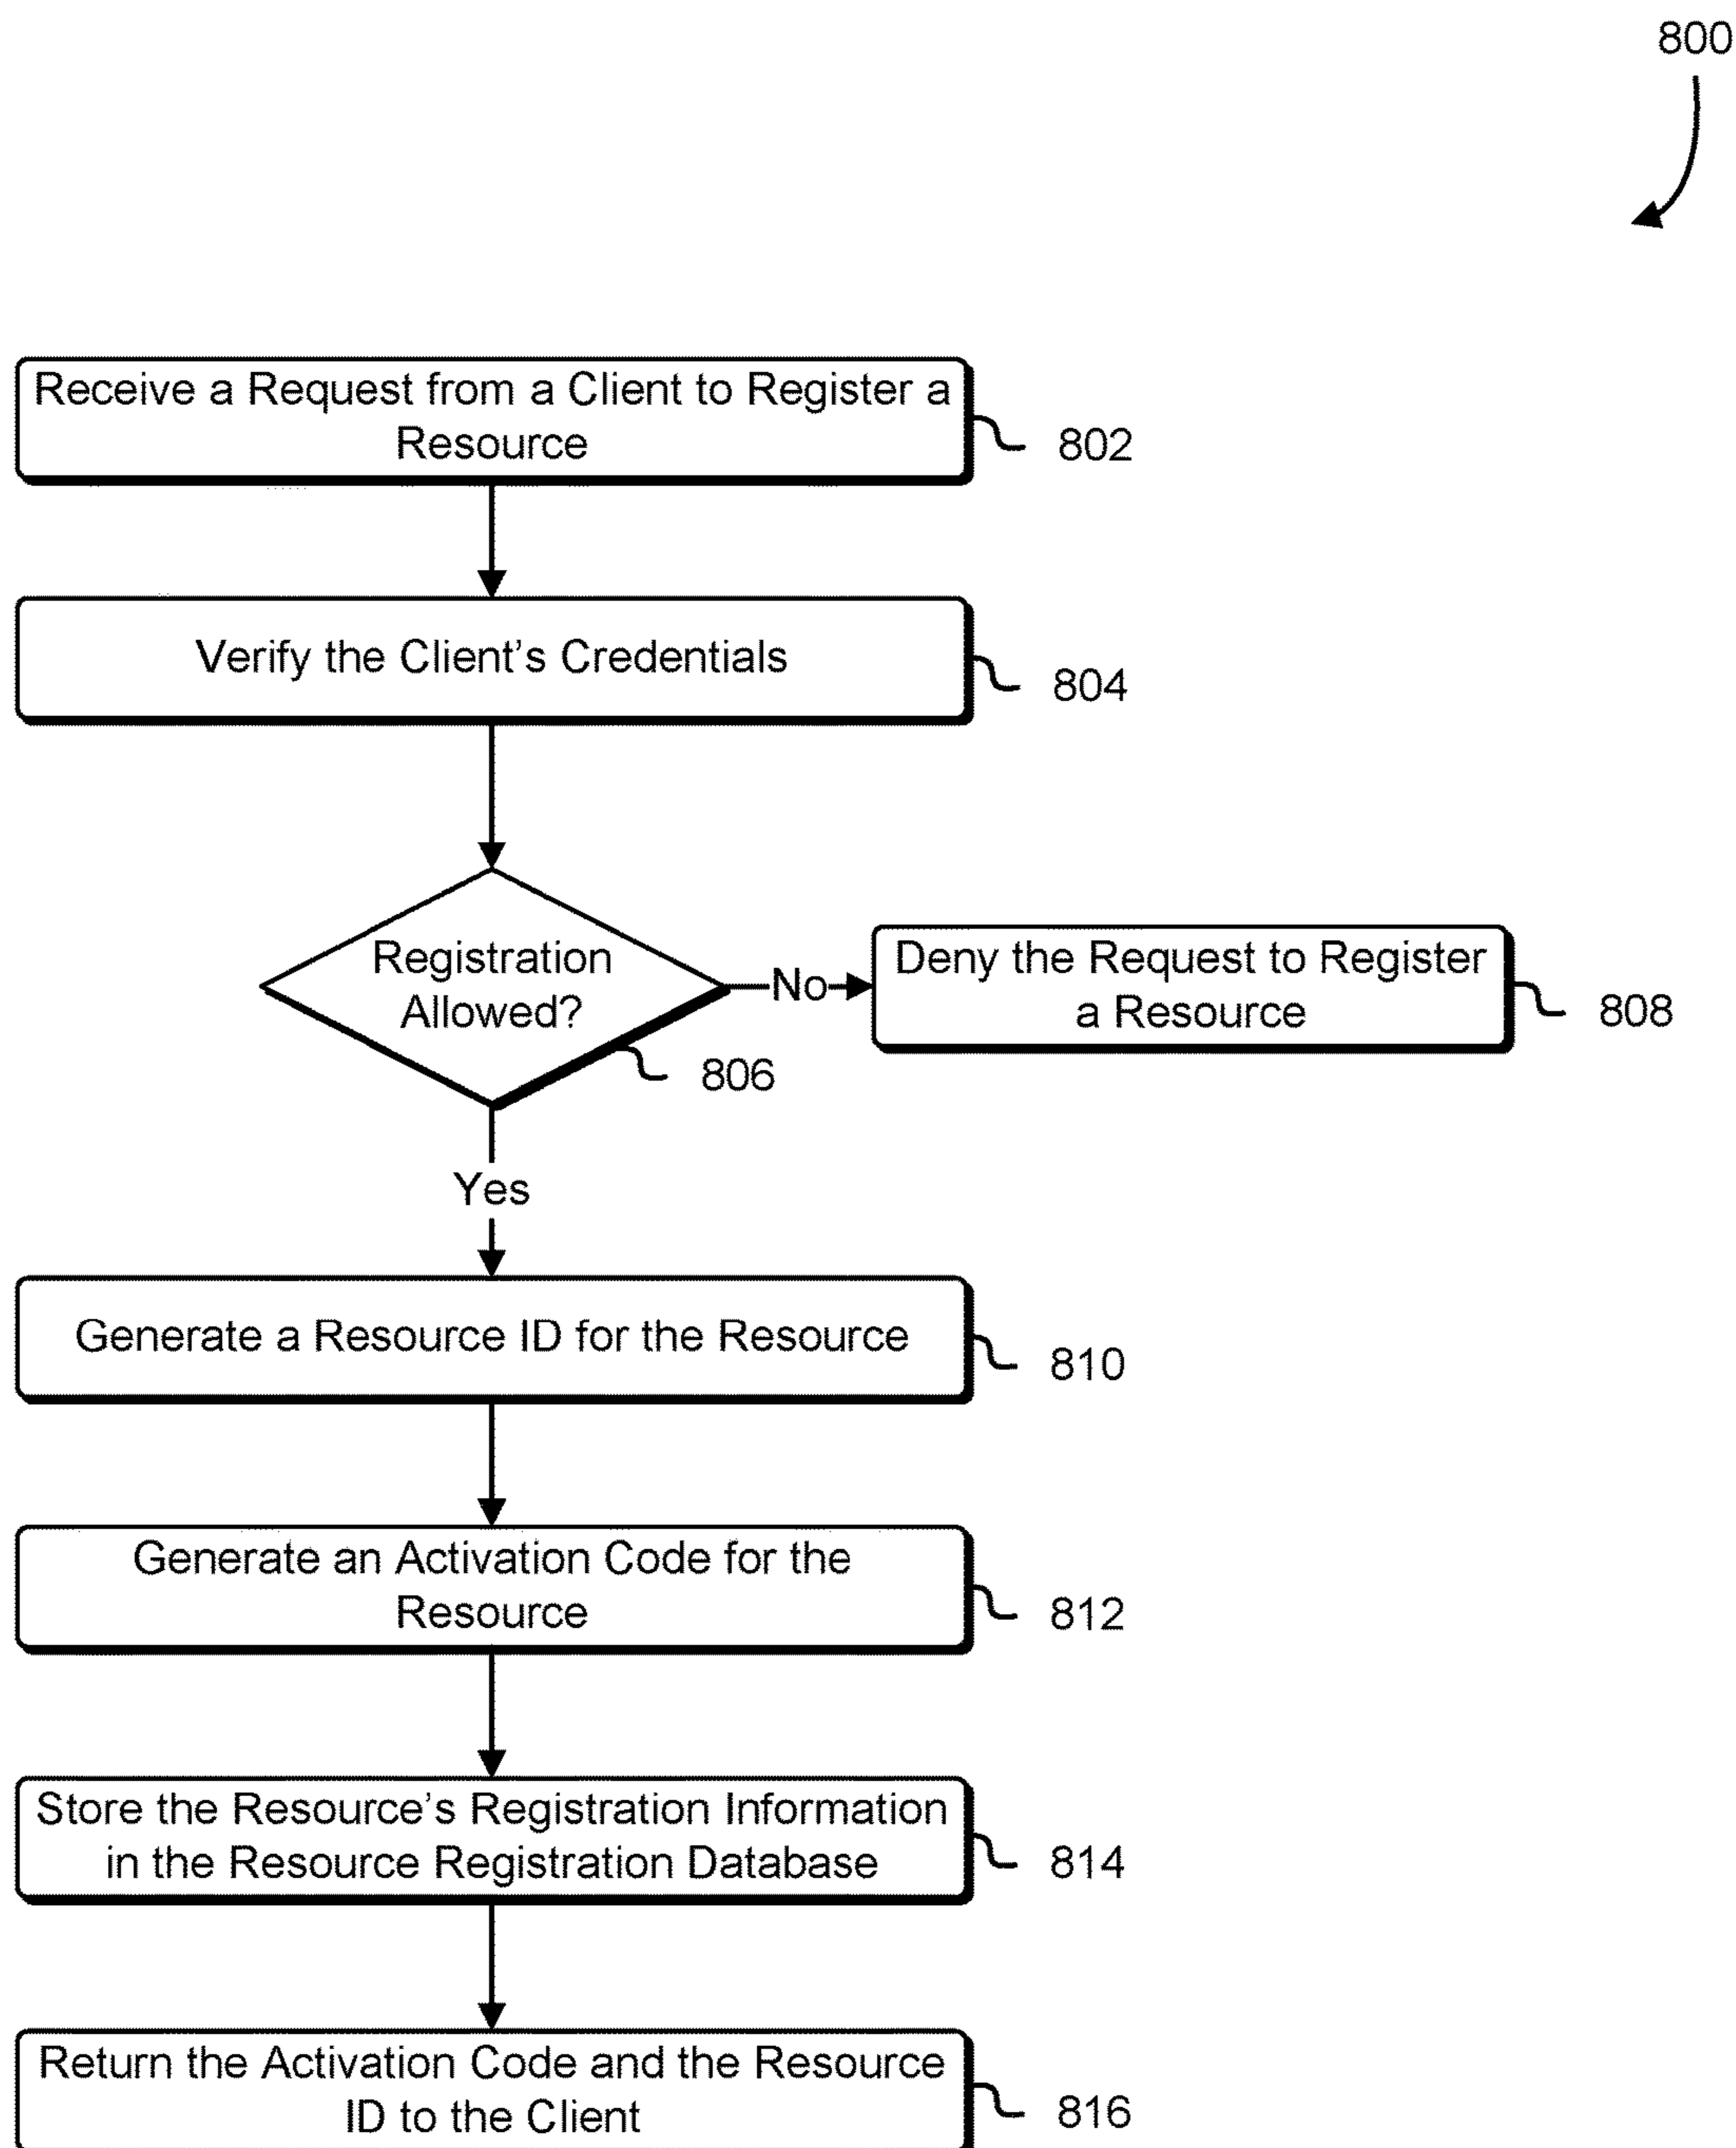 800
Receive a Request from a Client to Register a
Resource
802
Verify the Client's Credentials
804
Registration
Allowed?
806
No
Deny the Request to Register
a Resource
808
Yes
Generate a Resource ID for the Resource
810
Generate an Activation Code for the
Resource
812
Store the Resource's Registration Information
in the Resource Registration Database
814
Return the Activation Code and the Resource
ID to the Client
816